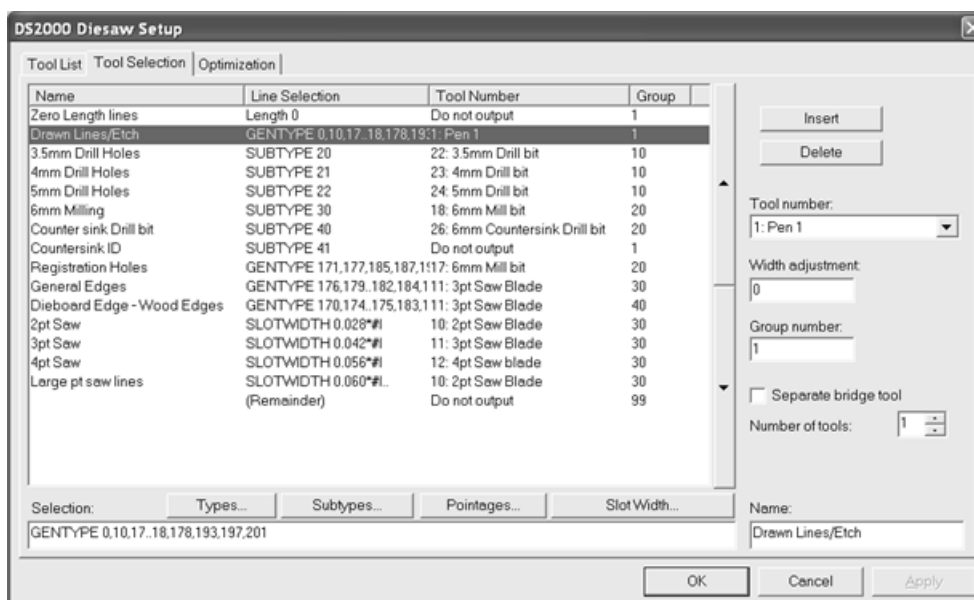 DS2000 Diesaw Setup
Tool List Tool Selection Optimization
Name Line Selection Tool Number Group
Zero Length lines Length 0 Do not output 1
Drawn Lines/Etch GENTYPE 0,10,17..18,178,193 1: Pen 1 1
3.5mm Drill Holes SUBTYPE 20 22: 3.5mm Drill bit 10
4mm Drill Holes SUBTYPE 21 23: 4mm Drill bit 10
5mm Drill Holes SUBTYPE 22 24: 5mm Drill bit 10
6mm Milling SUBTYPE 30 18: 6mm Mill bit 20
Counter sink Drill bit SUBTYPE 40 26: 6mm Countersink Drill bit 20
Countersink ID SUBTYPE 41 Do not output 1
Registration Holes GENTYPE 171,177,185,187,1 17: 6mm Mill bit 20
General Edges GENTYPE 176,179..182,184,1 11: 3pt Saw Blade 30
Dieboard Edge - Wood Edges GENTYPE 170,174..175,183,1 11: 3pt Saw Blade 40
2pt Saw SLOTWIDTH 0.028*#I 10: 2pt Saw Blade 30
3pt Saw SLOTWIDTH 0.042*#I 11: 3pt Saw Blade 30
4pt Saw SLOTWIDTH 0.056*#I 12: 4pt Saw blade 30
Large pt saw lines SLOTWIDTH 0.060*#I.. 10: 2pt Saw Blade 30
(Remainder) Do not output 99
Insert
Delete
Tool number:
1: Pen 1
Width adjustment:
0
Group number:
1
Separate bridge tool
Number of tools: 1
Selection: Types... Subtypes... Pointages... Slot Width...
GENTYPE 0,10,17..18,178,193,197,201
Name:
Drawn Lines/Etch
OK Cancel Apply